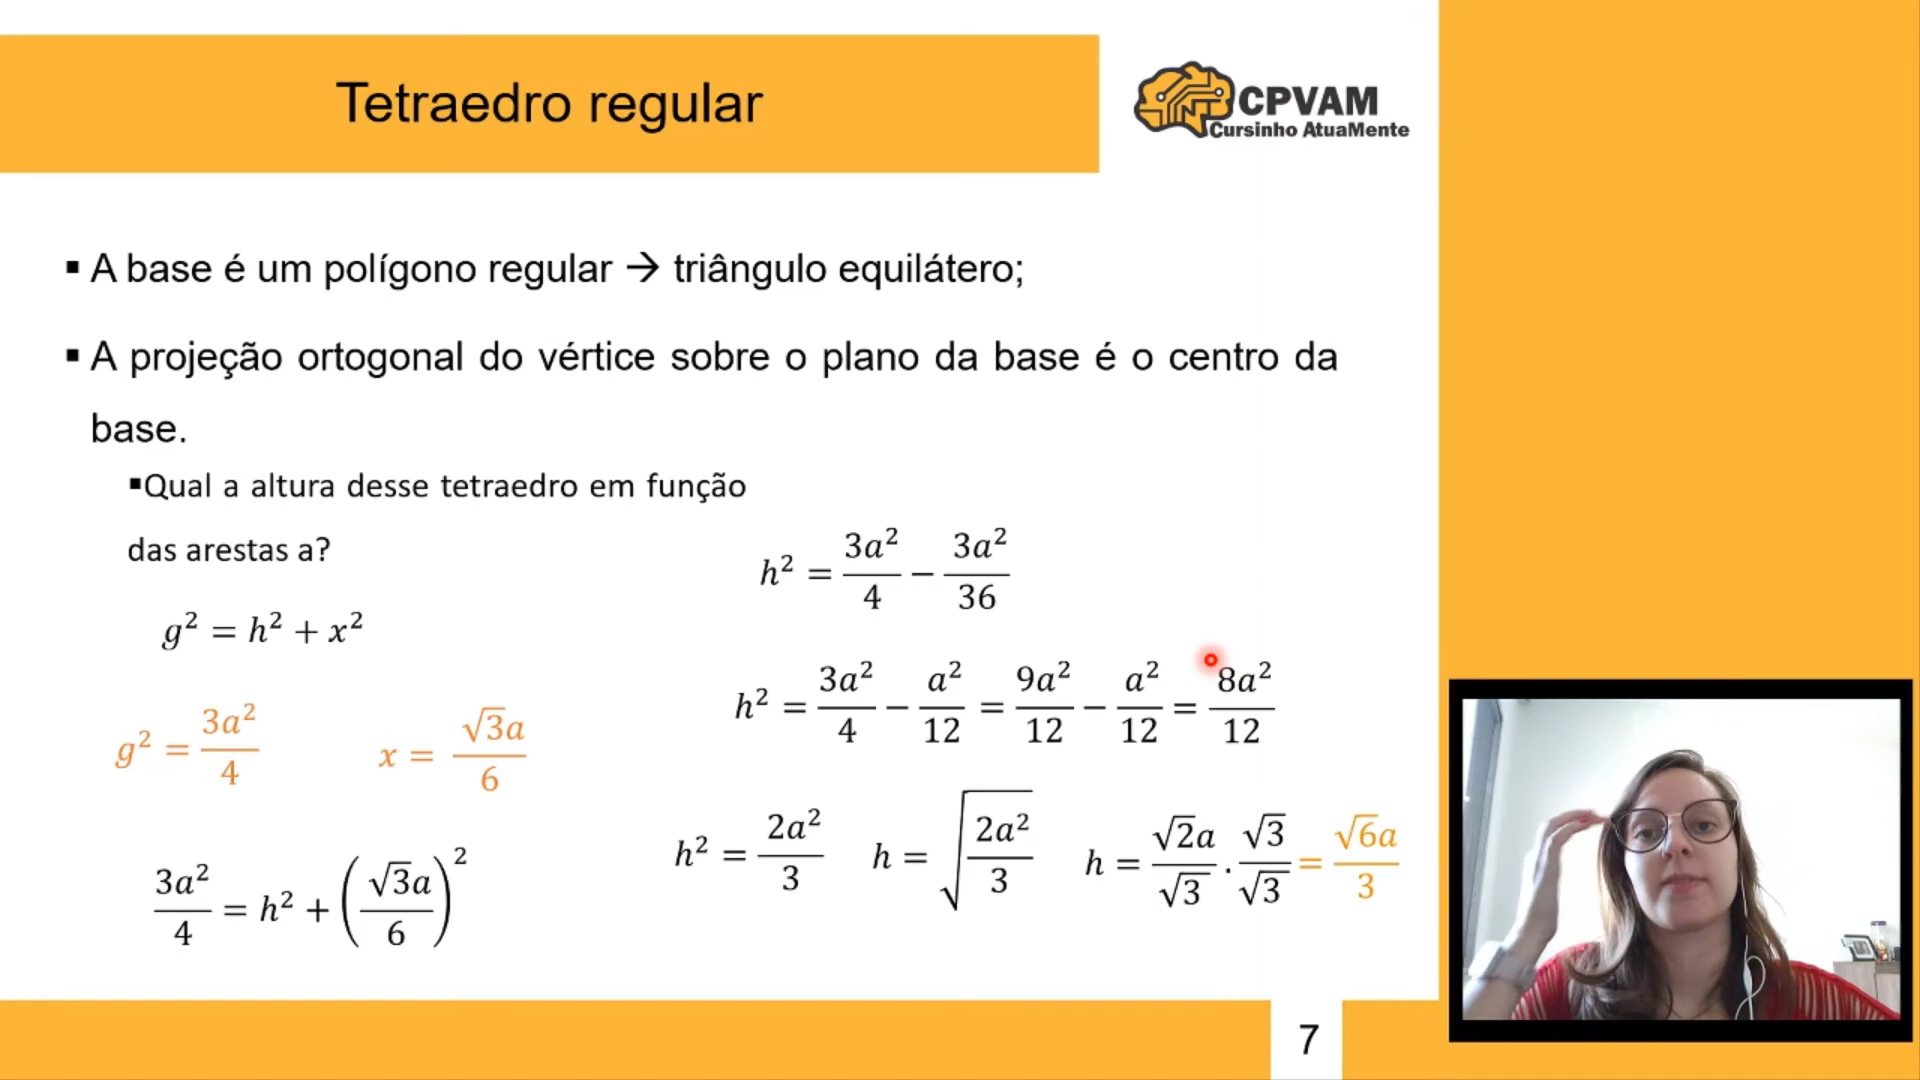 Tetraedro regular
CPVAM
Cursinho AtuaMente
▪ A base é um polígono regular → triângulo equilátero;
▪ A projeção ortogonal do vértice sobre o plano da base é o centro da
base.
▪Qual a altura desse tetraedro em função
das arestas a?
g² = h² + x²
g² = 3a²/4
x = √3a/6
3a²/4 = h² + (√3a/6)²
h² = 3a²/4 − 3a²/36
h² = 3a²/4 − a²/12 = 9a²/12 − a²/12 = 8a²/12
h² = 2a²/3
h = √(2a²/3)
h = √2a/√3 · √3/√3 = √6a/3
7